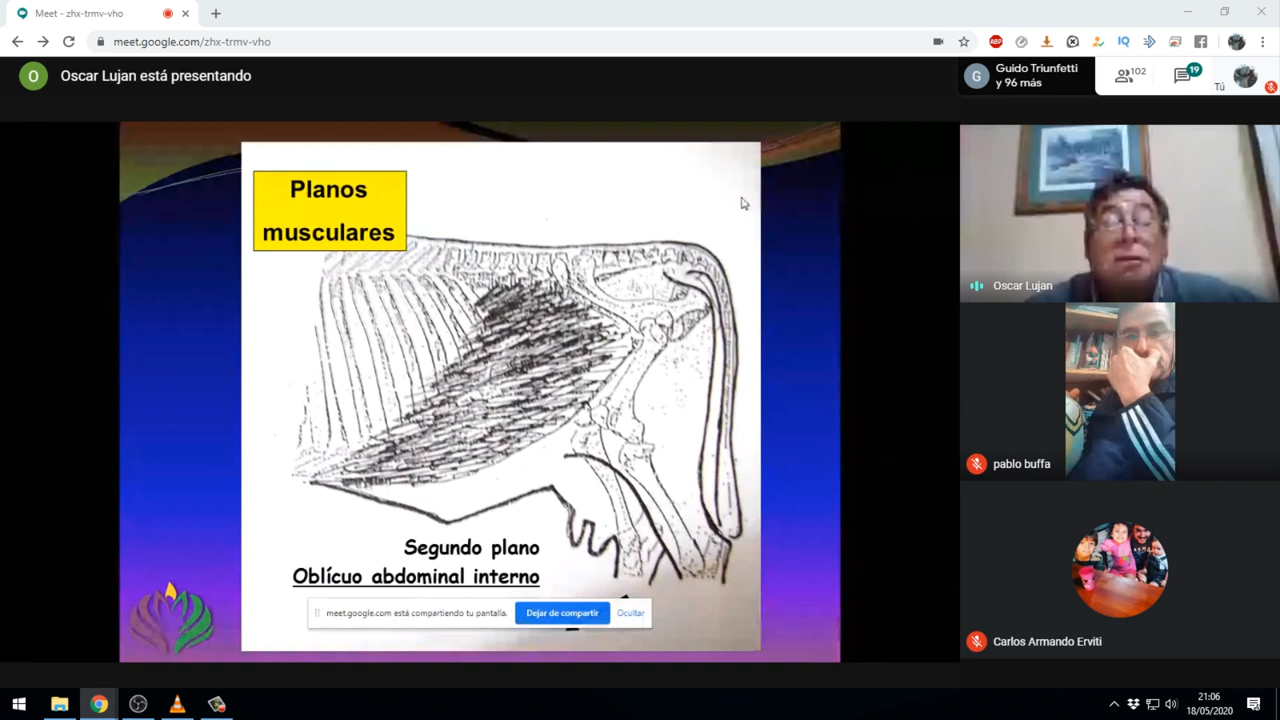 Meet - zhx-trmv-vho
meet.google.com/zhx-trmv-vho
ABP
IQ
O
Oscar Lujan está presentando
G
Guido Triunfetti
y 96 más
102
19
Tú
Planos
musculares
Oscar Lujan
pablo buffa
Segundo plano
Oblícuo abdominal interno
meet.google.com está compartiendo tu pantalla.
Dejar de compartir
Ocultar
Carlos Armando Erviti
21:06
18/05/2020